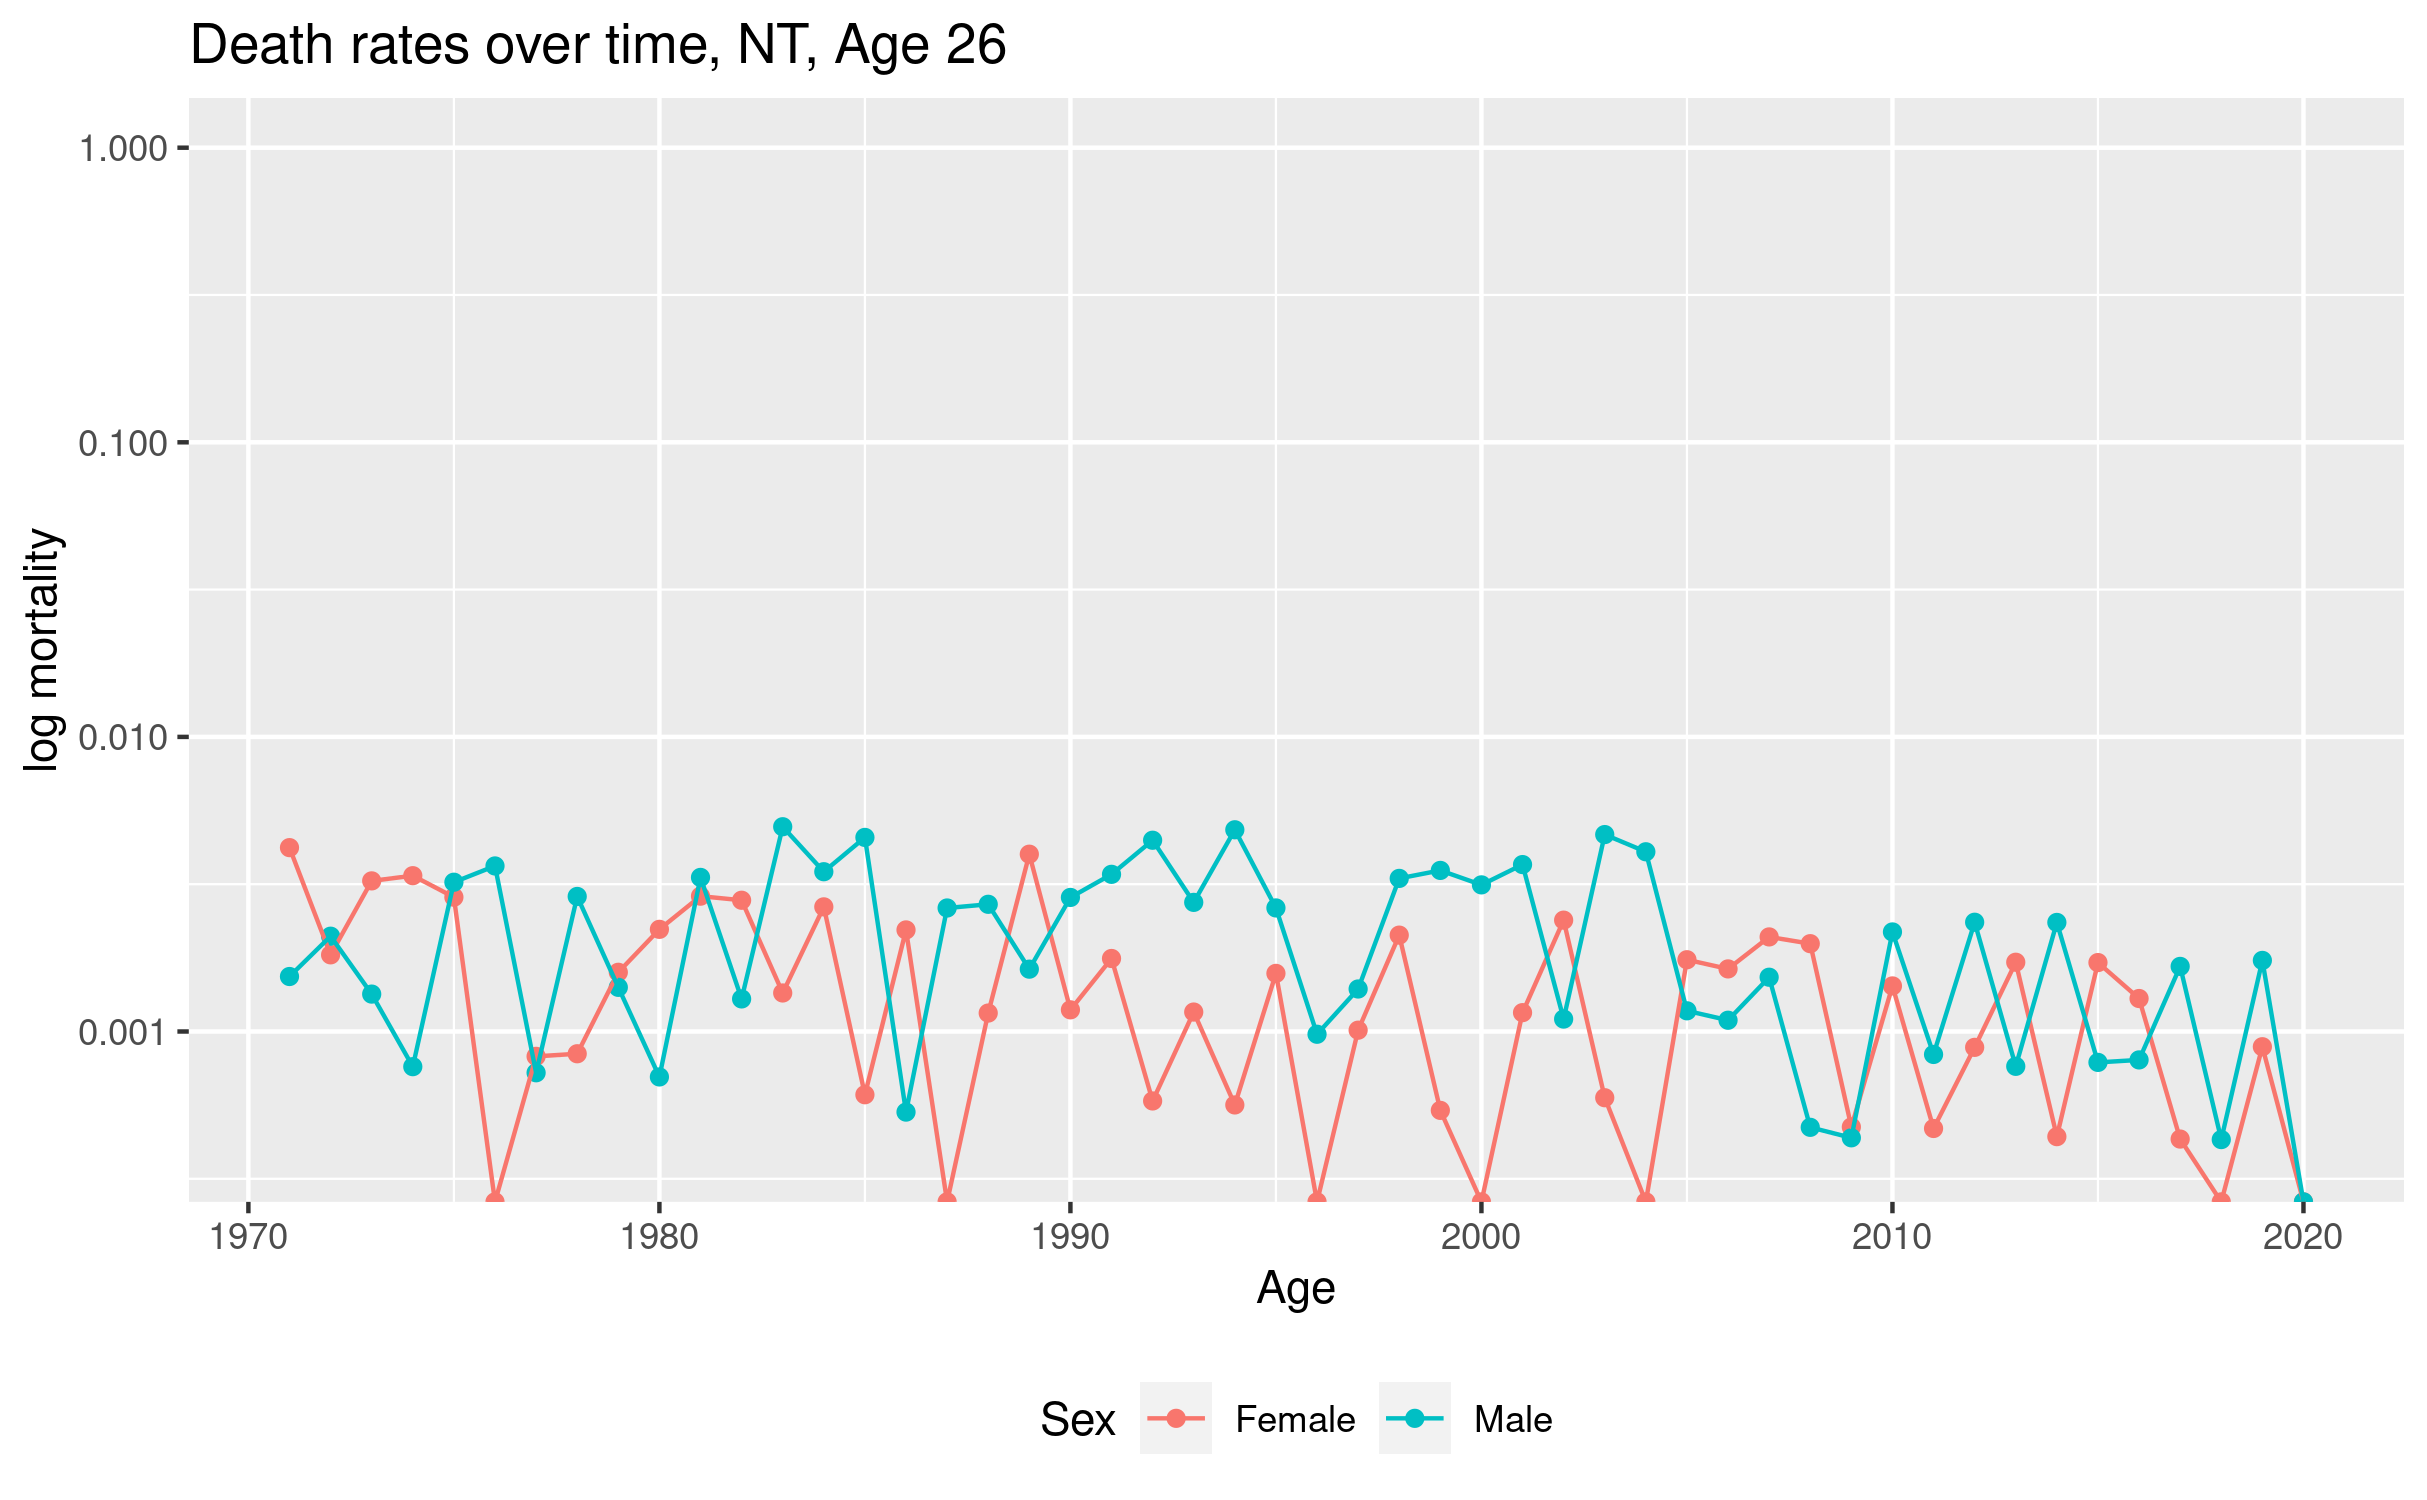 Death rates over time, NT, Age 26
log mortality
1.000
0.100
0.010
0.001
1970 1980 1990 2000 2010 2020
Age
Sex Female Male